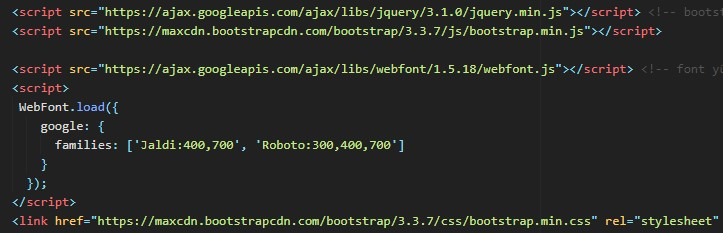 <script src="https://ajax.googleapis.com/ajax/libs/jquery/3.1.0/jquery.min.js"></script> <!-- bootst
<script src="https://maxcdn.bootstrapcdn.com/bootstrap/3.3.7/js/bootstrap.min.js"></script>
<script src="https://ajax.googleapis.com/ajax/libs/webfont/1.5.18/webfont.js"></script> <!-- font yü
<script>
WebFont.load({
google: {
families: ['Jaldi:400,700', 'Roboto:300,400,700']
}
});
</script>
<link href="https://maxcdn.bootstrapcdn.com/bootstrap/3.3.7/css/bootstrap.min.css" rel="stylesheet"